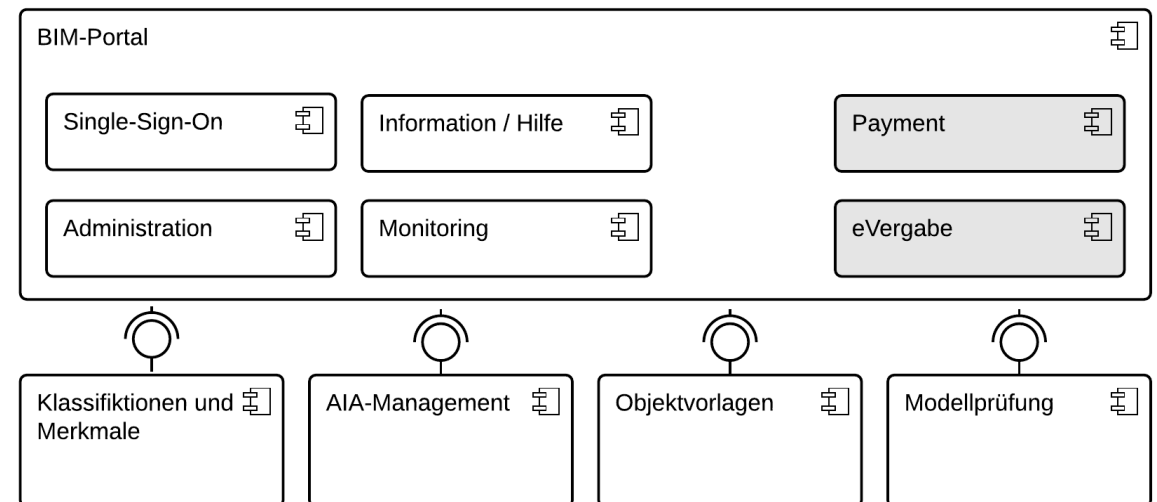 BIM-Portal
Single-Sign-On
Information / Hilfe
Payment
Administration
Monitoring
eVergabe
Klassifiktionen und
Merkmale
AIA-Management
Objektvorlagen
Modellprüfung